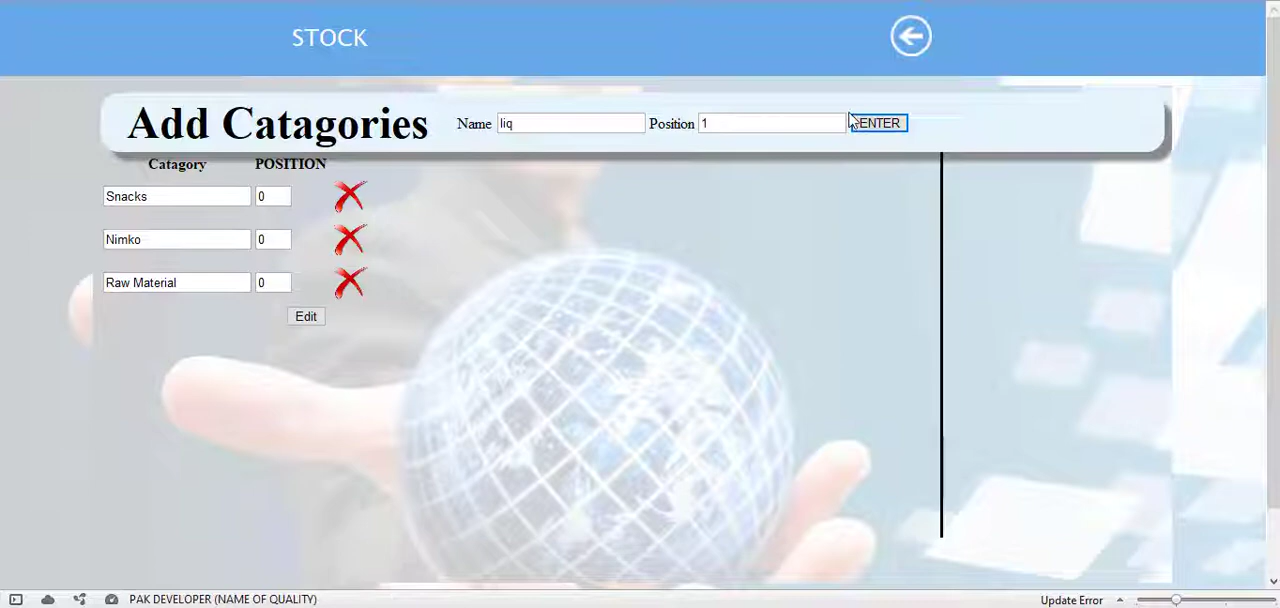 STOCK
Add Catagories Name liq Position 1 ENTER
Catagory POSITION
Snacks 0
Nimko 0
Raw Material 0
Edit
PAK DEVELOPER (NAME OF QUALITY) Update Error